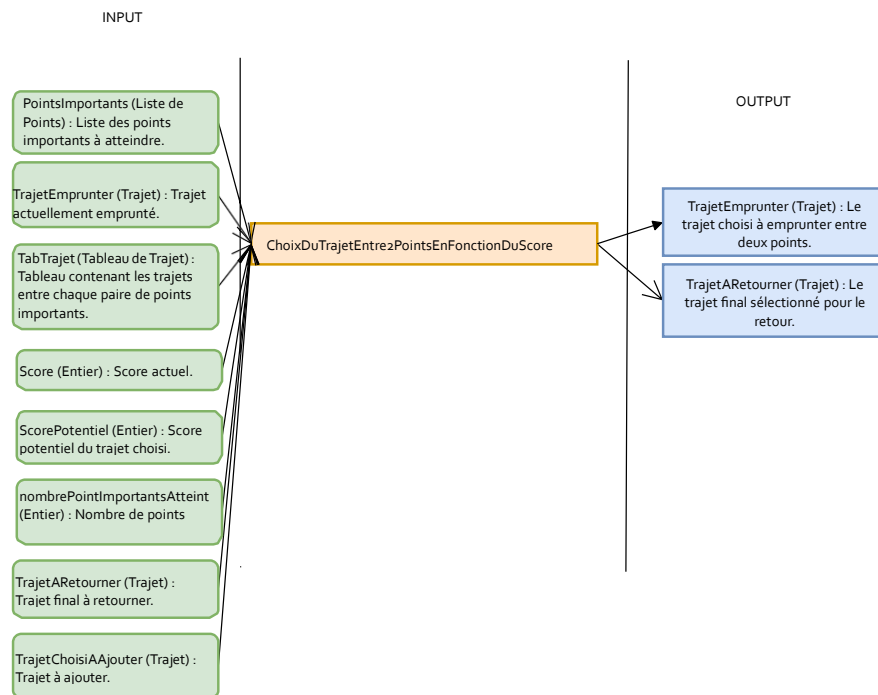 INPUT
PointsImportants (Liste de
Points) : Liste des points
importants à atteindre.
TrajetEmprunter (Trajet) : Trajet
actuellement emprunté.
TabTrajet (Tableau de Trajet) :
Tableau contenant les trajets
entre chaque paire de points
importants.
Score (Entier) : Score actuel.
ScorePotentiel (Entier) : Score
potentiel du trajet choisi.
nombrePointImportantsAtteint
(Entier) : Nombre de points
TrajetARetourner (Trajet) :
Trajet final à retourner.
TrajetChoisiAAjouter (Trajet) :
Trajet à ajouter.
ChoixDuTrajetEntre2PointsEnFonctionDuScore
OUTPUT
TrajetEmprunter (Trajet) : Le
trajet choisi à emprunter entre
deux points.
TrajetARetourner (Trajet) : Le
trajet final sélectionné pour le
retour.